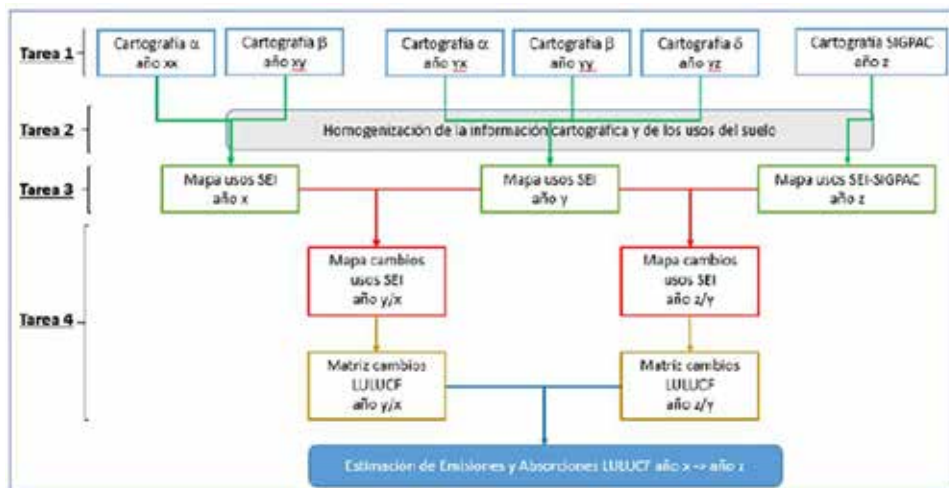 Tarea 1
Cartografía α
año xx
Cartografía β
año xy
Cartografía α
año yx
Cartografía β
año yy
Cartografía δ
año yz
Cartografía SIGPAC
año z
Tarea 2
Homogenización de la información cartográfica y de los usos del suelo
Tarea 3
Mapa usos SEI
año x
Mapa usos SEI
año y
Mapa usos SEI-SIGPAC
año z
Tarea 4
Mapa cambios
usos SEI
año y/x
Mapa cambios
usos SEI
año z/y
Matriz cambios
LULUCF
año y/x
Matriz cambios
LULUCF
año z/y
Estimación de Emisiones y Absorciones LULUCF año x -> año z